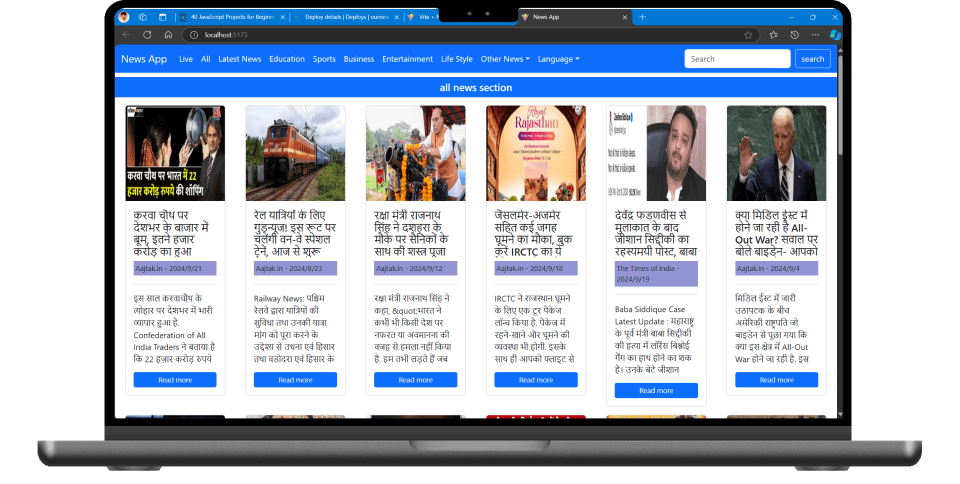 40 JavaScript Projects for Beginne
Deploy details | Deploys | ournew
Vite +
News App
localhost:5173
News App Live All Latest News Education Sports Business Entertainment Life Style Other News Language Search search
all news section
करवा चौथ पर भारत में 22
हजार करोड़ रुपये की शॉपिंग
करवा चौथ पर
देशभर के बाजार में
बूम, इतने हजार
करोड़ का हुआ
Aajtak.in - 2024/9/21
इस साल करवाचौथ के
त्योहार पर देशभर में भारी
व्यापार हुआ है.
Confederation of All
India Traders ने बताया है
कि 22 हज़ार करोड़ रुपये
Read more
रेल यात्रियों के लिए
गुडन्यूज! इस रूट पर
चलेंगी वन-वे स्पेशल
ट्रेनें, आज से शुरू
Aajtak.in - 2024/8/23
Railway News: पश्चिम
रेलवे द्वारा यात्रियों की
सुविधा तथा उनकी यात्रा
मांग को पूरा करने के
उद्देश्य से उधना एवं हिसार
तथा वडोदरा एवं हिसार के
Read more
रक्षा मंत्री राजनाथ
सिंह ने दशहरा के
मौके पर सैनिकों के
साथ की शस्त्र पूजा
Aajtak.in - 2024/9/12
रक्षा मंत्री राजनाथ सिंह ने
कहा, &quot;भारत ने
कभी भी किसी देश पर
नफरत या अवमानना की
वजह से हमला नहीं किया
है. हम तभी लड़ते हैं जब
Read more
Royal
Rajasthan
जैसलमेर-अजमेर
सहित कई जगह
घूमने का मौका, बुक
करें IRCTC का ये
Aajtak.in - 2024/9/18
IRCTC ने राजस्थान घूमने
के लिए एक टूर पैकेज
लॉन्च किया है. पैकेज में
रहने खाने और घूमने की
व्यवस्था भी होगी. इसके
साथ ही आपको फ्लाइट से
Read more
Zeeshan Siddique
देवेंद्र फडणवीस से
मुलाकात के बाद
जीशान सिद्दीकी का
रहस्यमयी पोस्ट, बाबा
The Times of India -
2024/9/19
Baba Siddique Case
Latest Update : महाराष्ट्र
के पूर्व मंत्री बाबा सिद्दीकी
की हत्या में लॉरेंस बिश्नोई
गैंग का हाथ होने का शक
है। उनके बेटे जीशान
Read more
क्या मिडिल ईस्ट में
होने जा रही है All-
Out War? सवाल पर
बोले बाइडेन- आपको
Aajtak.in - 2024/9/4
मिडिल ईस्ट में जारी
उठापटक के बीच
अमेरिकी राष्ट्रपति जो
बाइडेन से पूछा गया कि
क्या इस क्षेत्र में All-Out
War होने जा रही है. इस
Read more